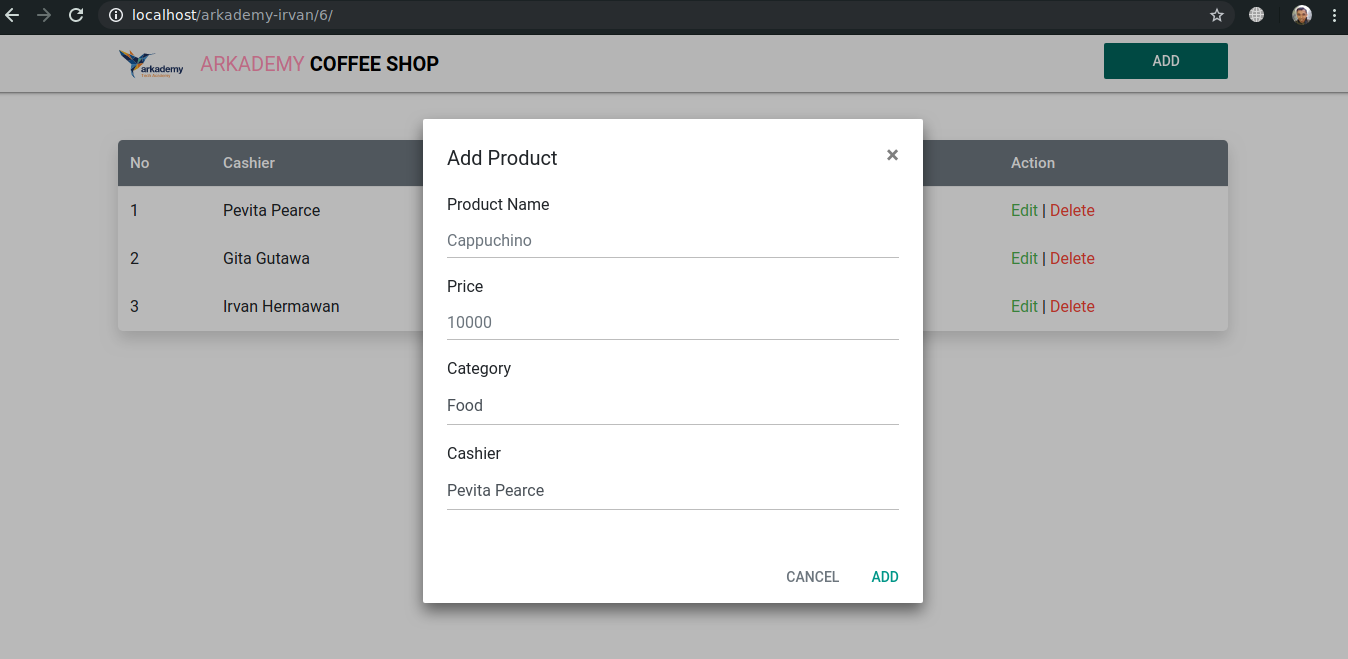 localhost/arkademy-irvan/6/
arkademy
ARKADEMY COFFEE SHOP
ADD
No Cashier Action
1 Pevita Pearce Edit | Delete
2 Gita Gutawa Edit | Delete
3 Irvan Hermawan Edit | Delete
Add Product ×
Product Name
Cappuchino
Price
10000
Category
Food
Cashier
Pevita Pearce
CANCEL ADD